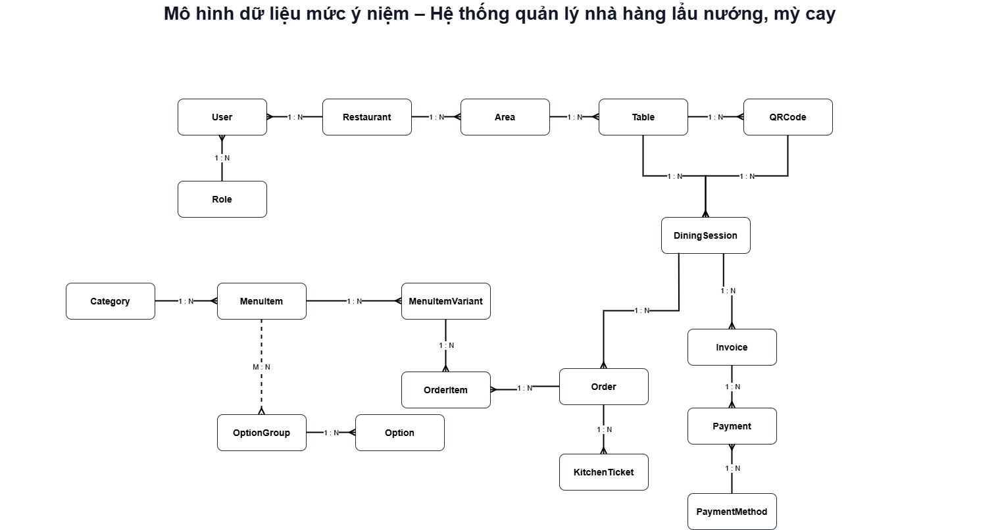 Mô hình dữ liệu mức ý niệm – Hệ thống quản lý nhà hàng lẩu nướng, mỳ cay
User
1 : N
Restaurant
1 : N
Area
1 : N
Table
1 : N
QRCode
1 : N
1 : N
1 : N
Role
DiningSession
1 : N
Category
1 : N
MenuItem
1 : N
MenuItemVariant
1 : N
1 : N
Invoice
M : N
OrderItem
1 : N
Order
1 : N
OptionGroup
1 : N
Option
1 : N
Payment
KitchenTicket
1 : N
PaymentMethod